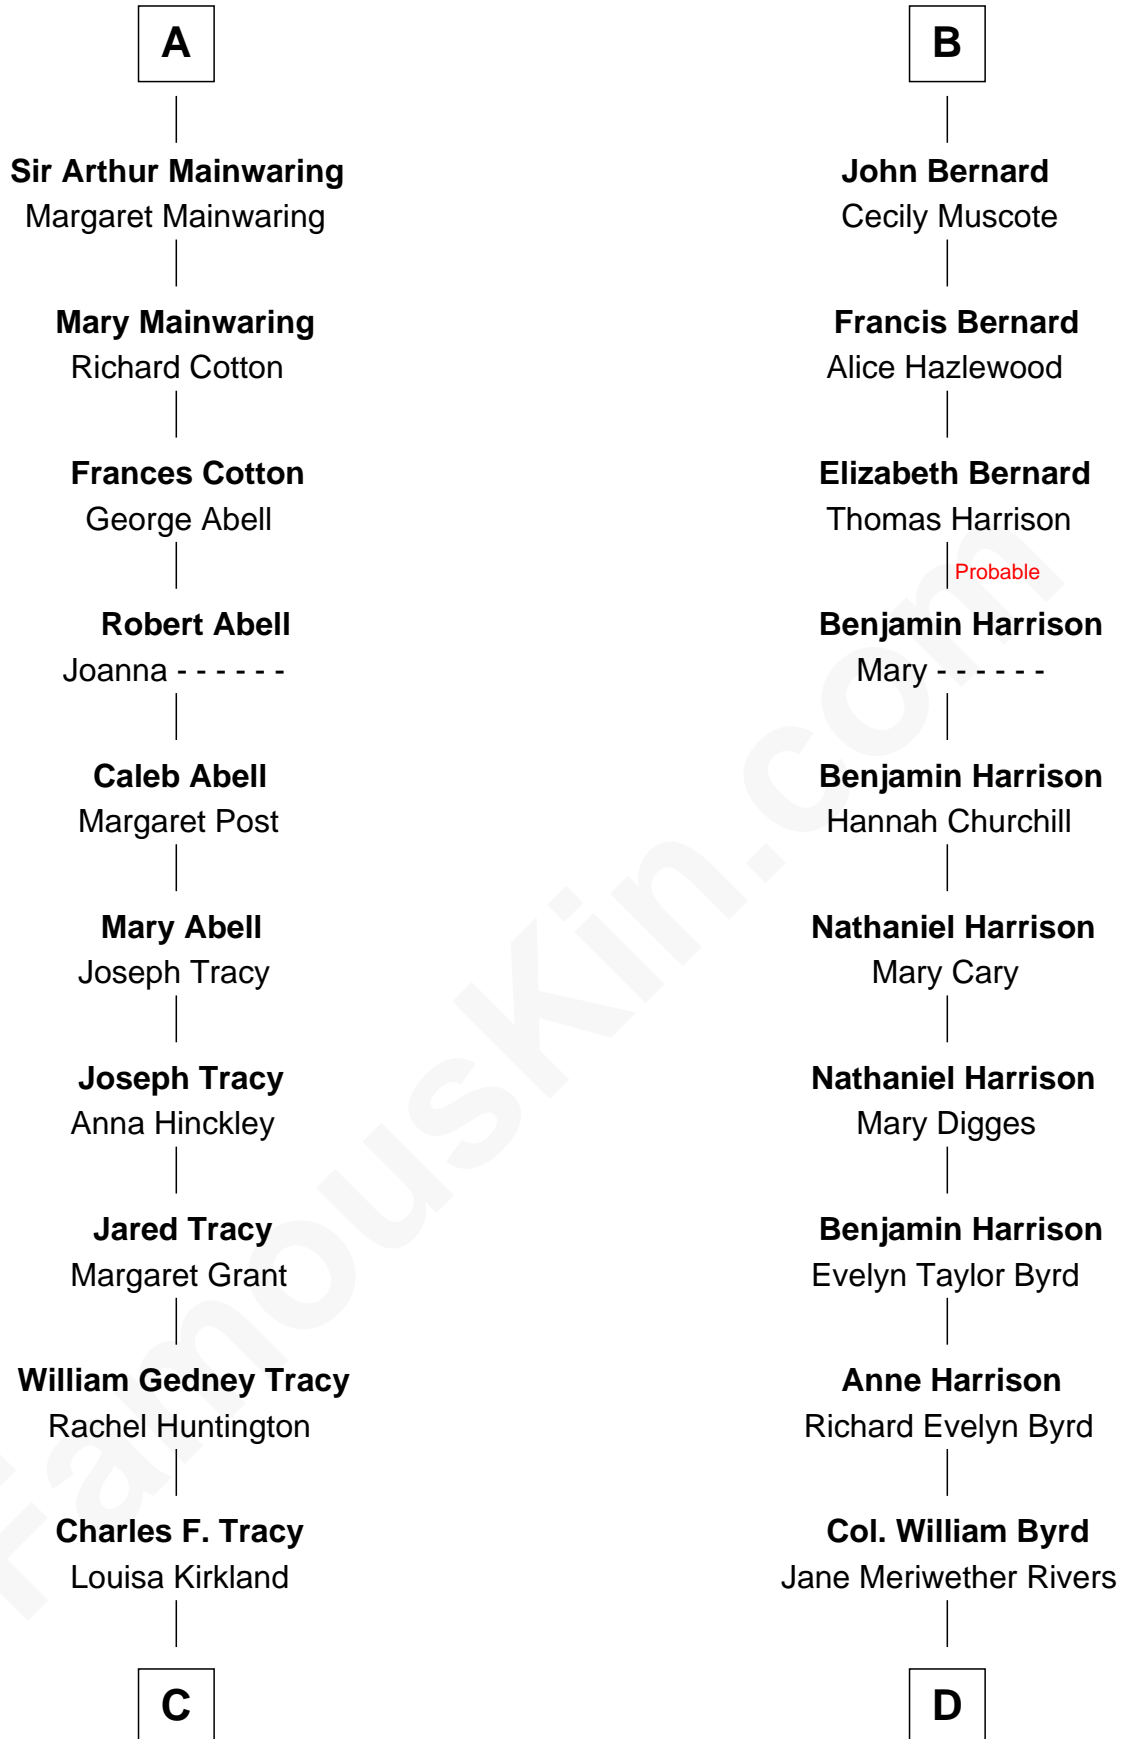 A
Sir Arthur Mainwaring
Margaret Mainwaring
Mary Mainwaring
Richard Cotton
Frances Cotton
George Abell
Robert Abell
Joanna - - - - - -
Caleb Abell
Margaret Post
Mary Abell
Joseph Tracy
Joseph Tracy
Anna Hinckley
Jared Tracy
Margaret Grant
William Gedney Tracy
Rachel Huntington
Charles F. Tracy
Louisa Kirkland
C
B
John Bernard
Cecily Muscote
Francis Bernard
Alice Hazlewood
Elizabeth Bernard
Thomas Harrison
Probable
Benjamin Harrison
Mary - - - - - -
Benjamin Harrison
Hannah Churchill
Nathaniel Harrison
Mary Cary
Nathaniel Harrison
Mary Digges
Benjamin Harrison
Evelyn Taylor Byrd
Anne Harrison
Richard Evelyn Byrd
Col. William Byrd
Jane Meriwether Rivers
D
FamousKin.com